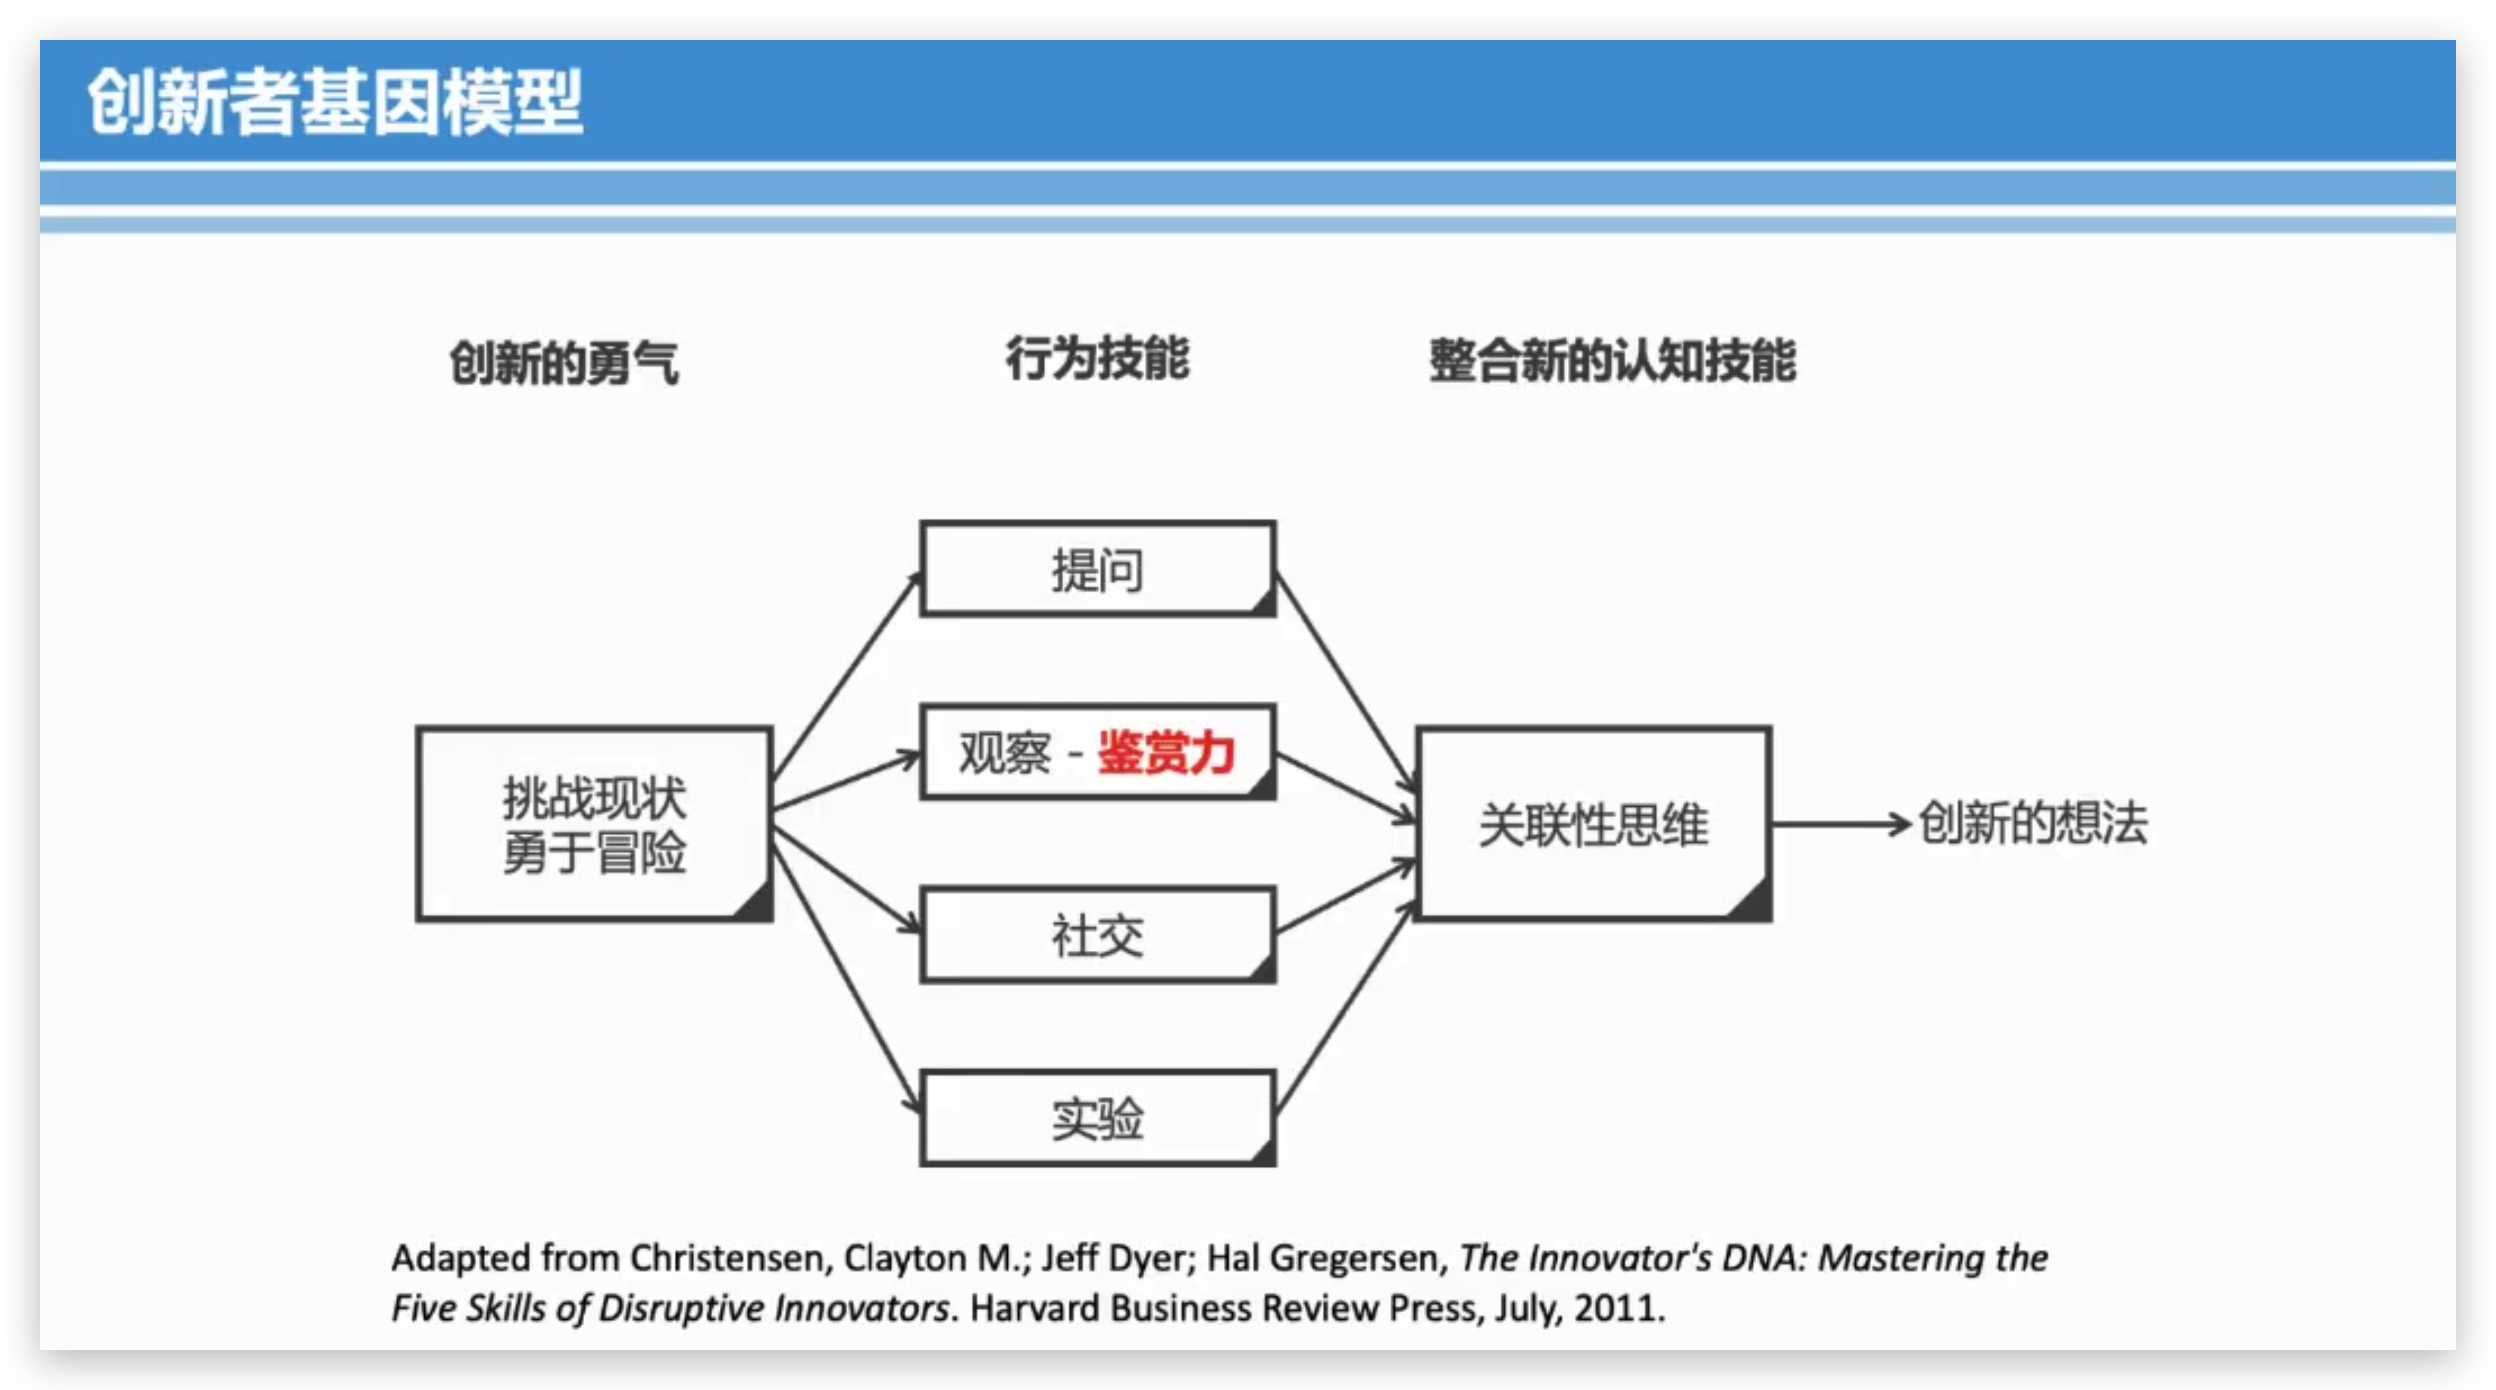 创新者基因模型
创新的勇气
行为技能
整合新的认知技能
提问
观察 - 鉴赏力
挑战现状
勇于冒险
关联性思维
创新的想法
社交
实验
Adapted from Christensen, Clayton M.; Jeff Dyer; Hal Gregersen, The Innovator's DNA: Mastering the
Five Skills of Disruptive Innovators. Harvard Business Review Press, July, 2011.